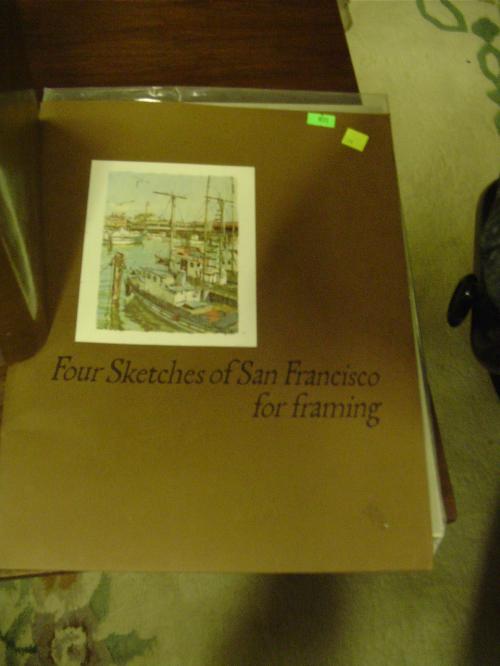 Four Sketches of San Francisco
for framing